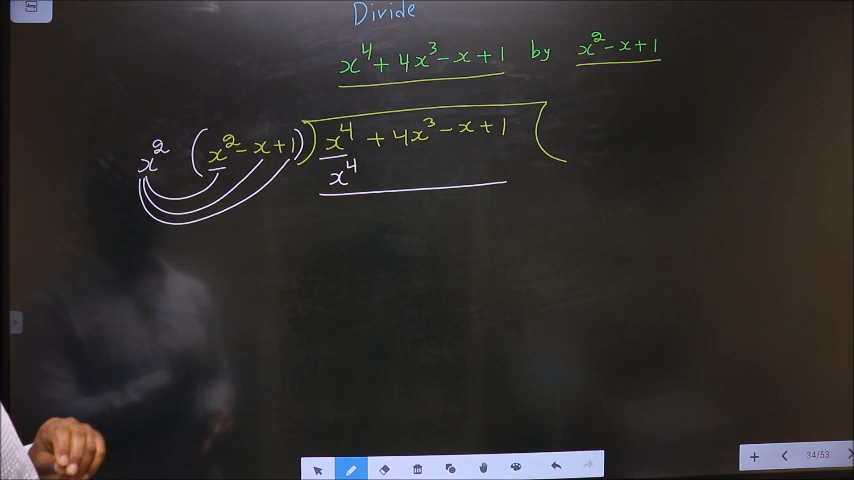 Divide
x⁴ + 4x³ - x + 1 by x² - x + 1
x² (x² - x + 1) ) x⁴ + 4x³ - x + 1 (
x⁴
34/53